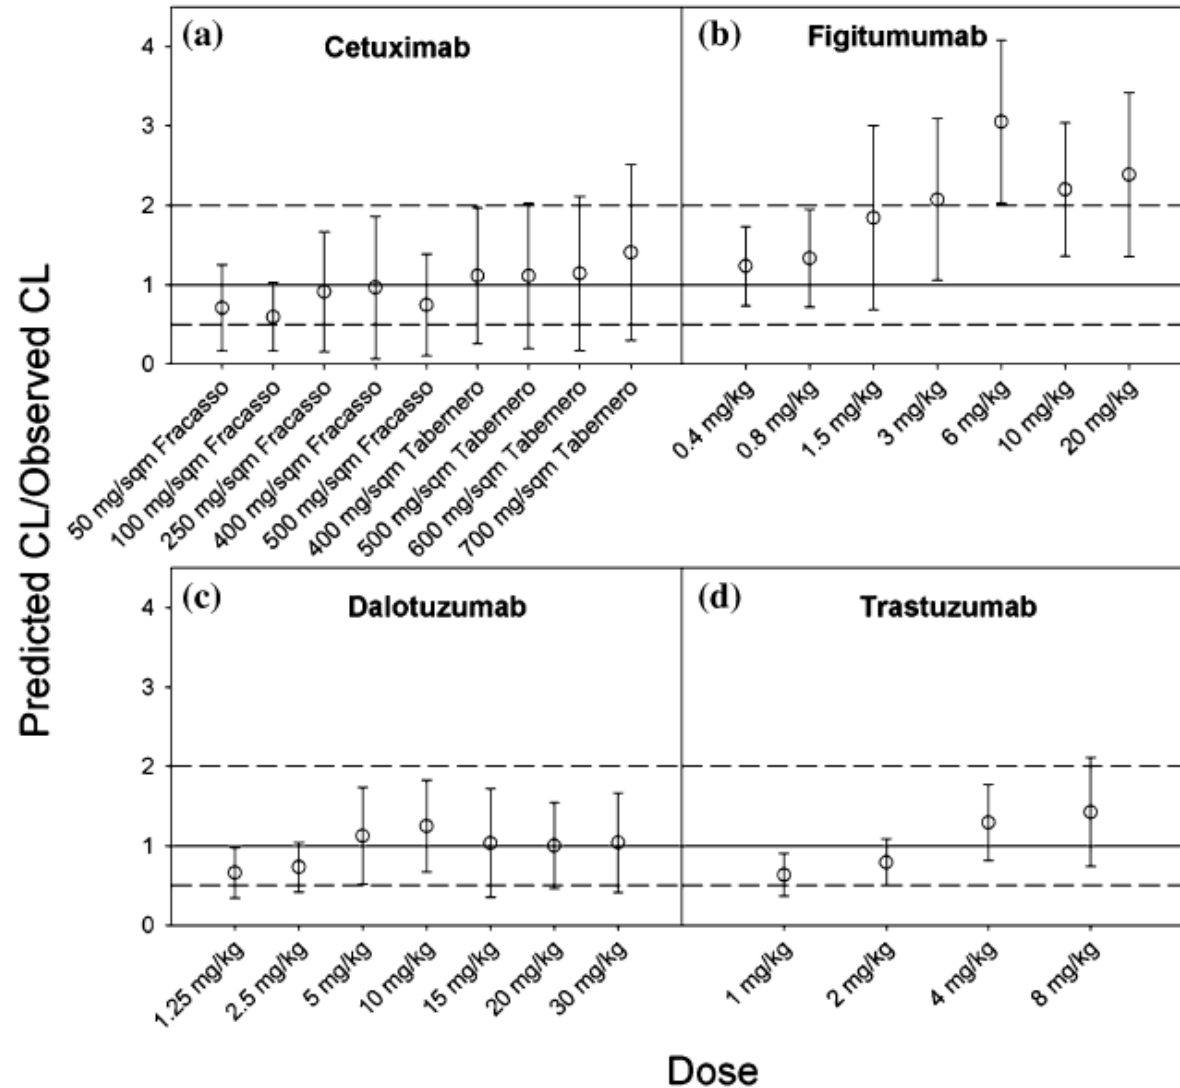 Predicted CL/Observed CL
(a)
Cetuximab
4
3
2
1
0
50 mg/sqm Fracasso
100 mg/sqm Fracasso
250 mg/sqm Fracasso
400 mg/sqm Fracasso
500 mg/sqm Fracasso
400 mg/sqm Tabernero
500 mg/sqm Tabernero
600 mg/sqm Tabernero
700 mg/sqm Tabernero
(b)
Figitumumab
0.4 mg/kg
0.8 mg/kg
1.5 mg/kg
3 mg/kg
6 mg/kg
10 mg/kg
20 mg/kg
(c)
Dalotuzumab
4
3
2
1
0
1.25 mg/kg
2.5 mg/kg
5 mg/kg
10 mg/kg
15 mg/kg
20 mg/kg
30 mg/kg
(d)
Trastuzumab
1 mg/kg
2 mg/kg
4 mg/kg
8 mg/kg
Dose